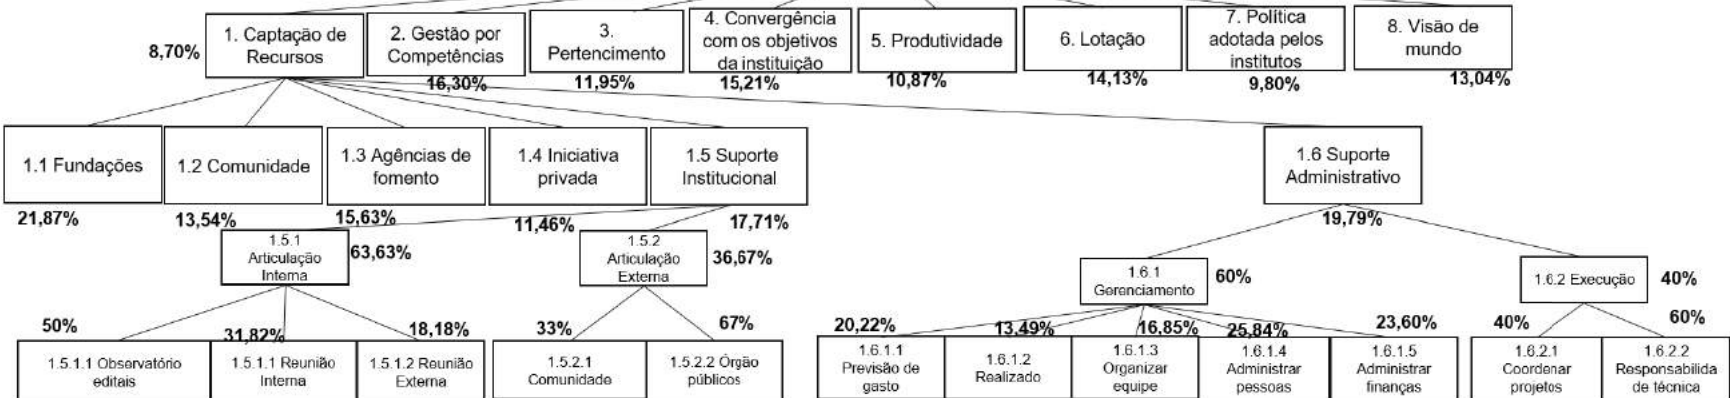 1. Captação de
Recursos
8,70%
2. Gestão por
Competências
16,30%
3.
Pertencimento
11,95%
4. Convergência
com os objetivos
da instituição
15,21%
5. Produtividade
10,87%
6. Lotação
14,13%
7. Política
adotada pelos
institutos
9,80%
8. Visão de
mundo
13,04%
1.1 Fundações
21,87%
1.2 Comunidade
13,54%
1.3 Agências de
fomento
15,63%
1.4 Iniciativa
privada
11,46%
1.5 Suporte
Institucional
17,71%
1.6 Suporte
Administrativo
19,79%
1.5.1
Articulação
Interna
63,63%
1.5.2
Articulação
Externa
36,67%
1.6.1
Gerenciamento
60%
1.6.2 Execução
40%
50%
1.5.1.1 Observatório
editais
31,82%
1.5.1.1 Reunião
Interna
18,18%
1.5.1.2 Reunião
Externa
33%
1.5.2.1
Comunidade
67%
1.5.2.2 Órgão
públicos
20,22%
1.6.1.1
Previsão de
gasto
13,49%
1.6.1.2
Realizado
16,85%
1.6.1.3
Organizar
equipe
25,84%
1.6.1.4
Administrar
pessoas
23,60%
1.6.1.5
Administrar
finanças
40%
1.6.2.1
Coordenar
projetos
60%
1.6.2.2
Responsabilida
de técnica